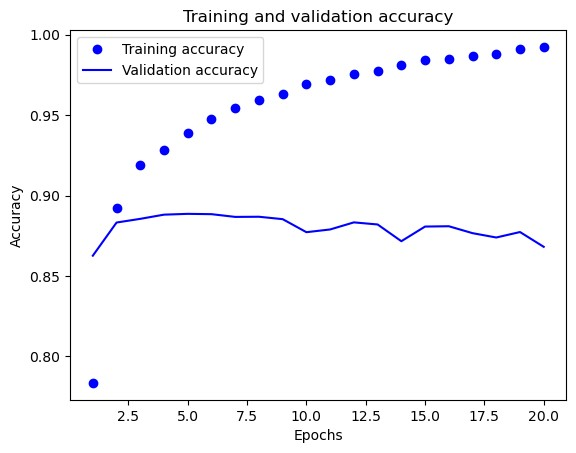 Training and validation accuracy
1.00
Training accuracy
Validation accuracy
0.95
0.90
Accuracy
0.85
0.80
2.5 5.0 7.5 10.0 12.5 15.0 17.5 20.0
Epochs